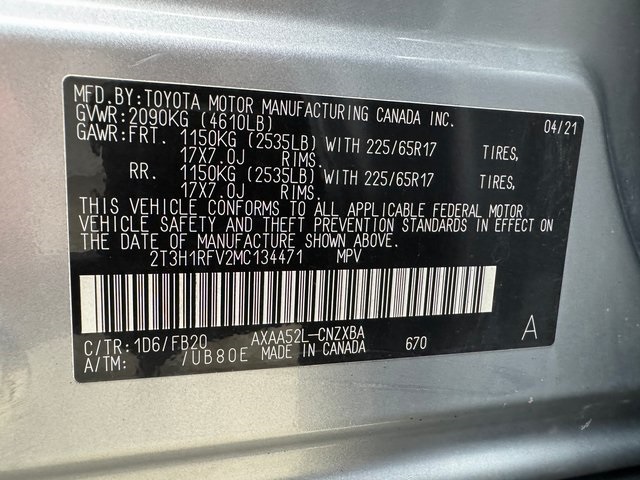 MFD.BY:TOYOTA MOTOR MANUFACTURING CANADA INC.
GVWR:2090KG (4610LB) 04/21
GAWR:FRT. 1150KG (2535LB) WITH 225/65R17 TIRES,
17X7.0J RIMS.
RR. 1150KG (2535LB) WITH 225/65R17 TIRES,
17X7.0J RIMS.
THIS VEHICLE CONFORMS TO ALL APPLICABLE FEDERAL MOTOR
VEHICLE SAFETY AND THEFT PREVENTION STANDARDS IN EFFECT ON
THE DATE OF MANUFACTURE SHOWN ABOVE.
2T3H1RFV2MC134471 MPV
C/TR:1D6/FB20 AXAA52L-CNZXBA 670 A
A/TM: /UB80E MADE IN CANADA